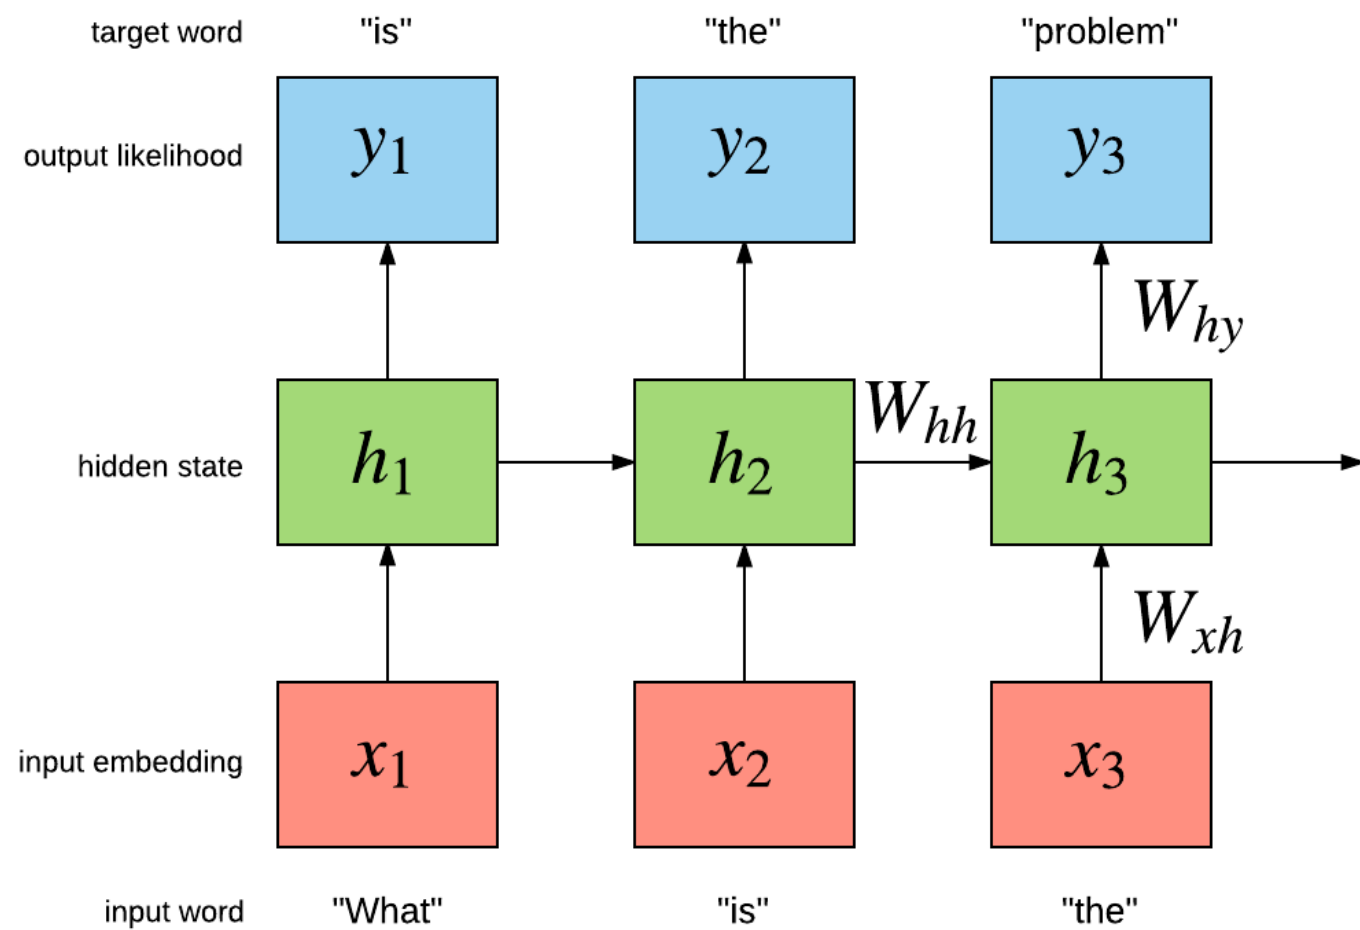 target word "is" "the" "problem"
output likelihood y1 y2 y3
Why
Whh
hidden state h1 h2 h3
Wxh
input embedding x1 x2 x3
input word "What" "is" "the"